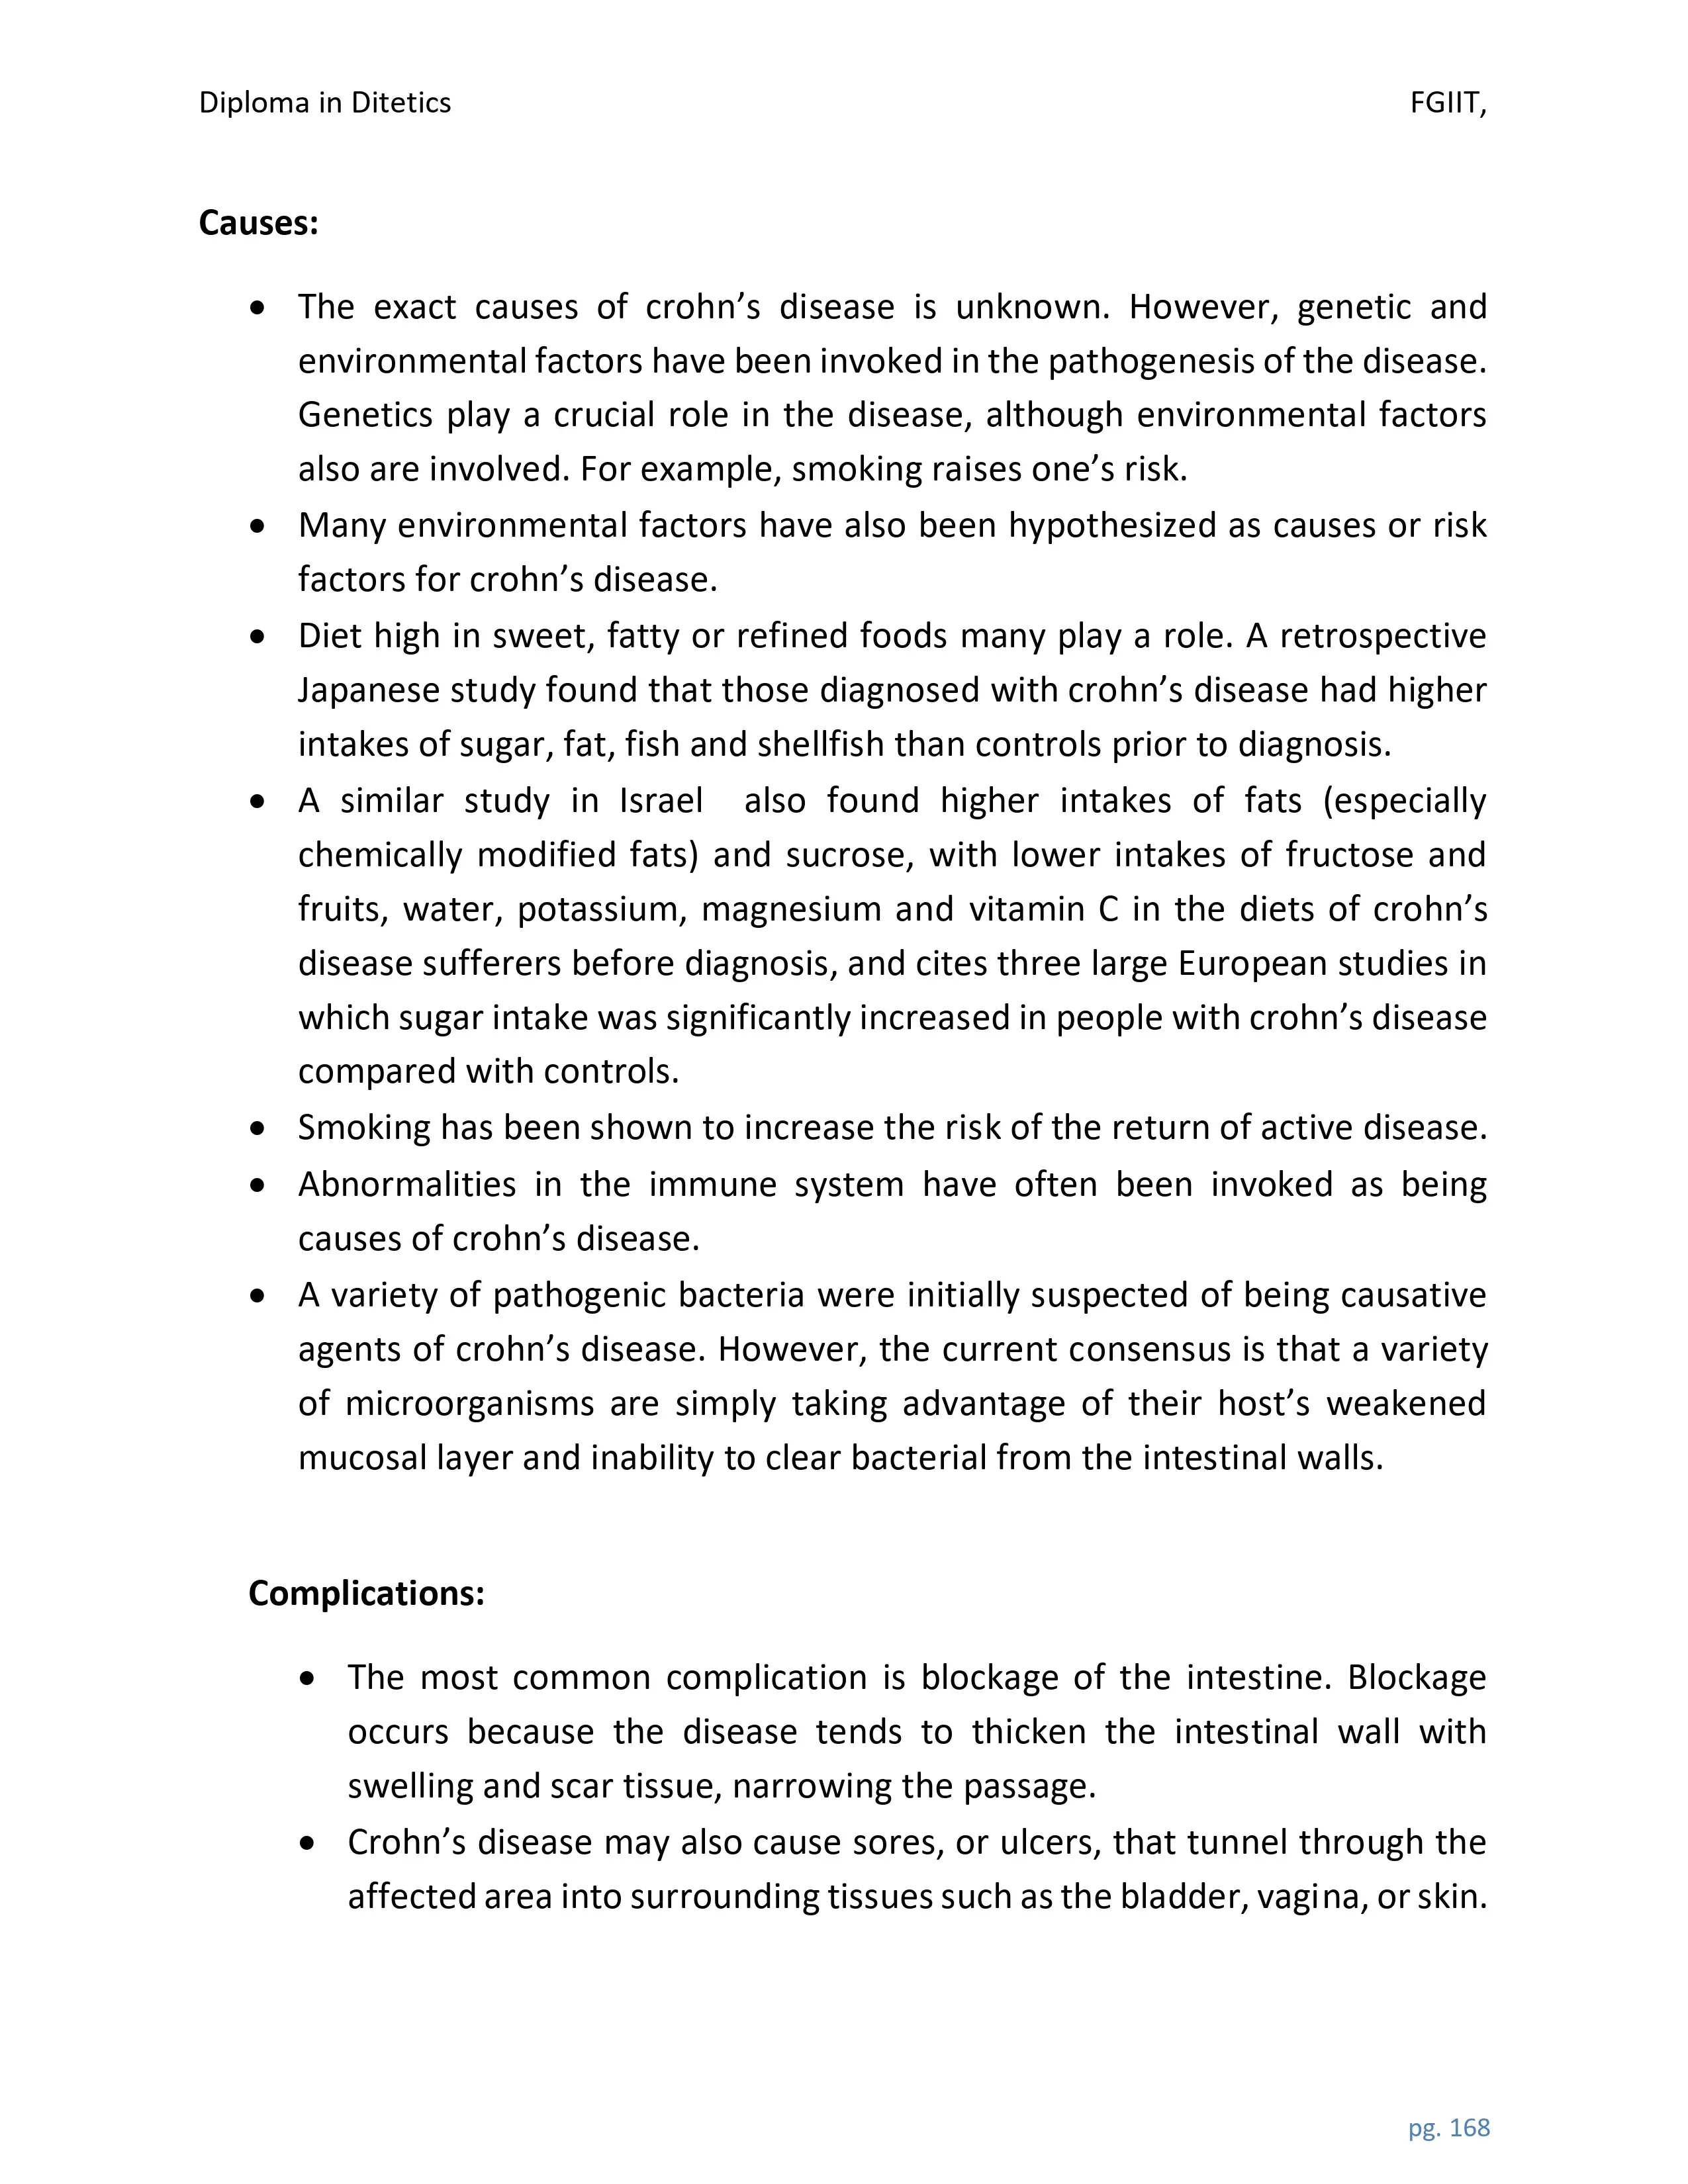 Diploma in Ditetics FGIIT,
Causes:
• The exact causes of crohn’s disease is unknown. However, genetic and
environmental factors have been invoked in the pathogenesis of the disease.
Genetics play a crucial role in the disease, although environmental factors
also are involved. For example, smoking raises one’s risk.
• Many environmental factors have also been hypothesized as causes or risk
factors for crohn’s disease.
• Diet high in sweet, fatty or refined foods many play a role. A retrospective
Japanese study found that those diagnosed with crohn’s disease had higher
intakes of sugar, fat, fish and shellfish than controls prior to diagnosis.
• A similar study in Israel also found higher intakes of fats (especially
chemically modified fats) and sucrose, with lower intakes of fructose and
fruits, water, potassium, magnesium and vitamin C in the diets of crohn’s
disease sufferers before diagnosis, and cites three large European studies in
which sugar intake was significantly increased in people with crohn’s disease
compared with controls.
• Smoking has been shown to increase the risk of the return of active disease.
• Abnormalities in the immune system have often been invoked as being
causes of crohn’s disease.
• A variety of pathogenic bacteria were initially suspected of being causative
agents of crohn’s disease. However, the current consensus is that a variety
of microorganisms are simply taking advantage of their host’s weakened
mucosal layer and inability to clear bacterial from the intestinal walls.
Complications:
• The most common complication is blockage of the intestine. Blockage
occurs because the disease tends to thicken the intestinal wall with
swelling and scar tissue, narrowing the passage.
• Crohn’s disease may also cause sores, or ulcers, that tunnel through the
affected area into surrounding tissues such as the bladder, vagina, or skin.
pg. 168